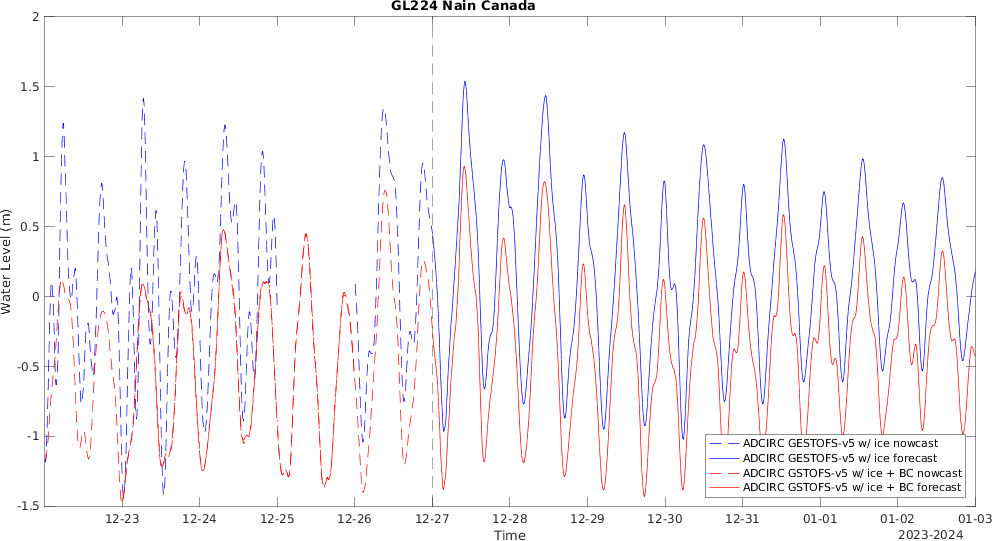 GL224 Nain Canada
2
1.5
1
0.5
0
-0.5
-1
-1.5
Water Level (m)
ADCIRC GESTOFS-v5 w/ ice nowcast
ADCIRC GESTOFS-v5 w/ ice forecast
ADCIRC GSTOFS-v5 w/ ice + BC nowcast
ADCIRC GSTOFS-v5 w/ ice + BC forecast
12-23 12-24 12-25 12-26 12-27 12-28 12-29 12-30 12-31 01-01 01-02 01-03
Time
2023-2024